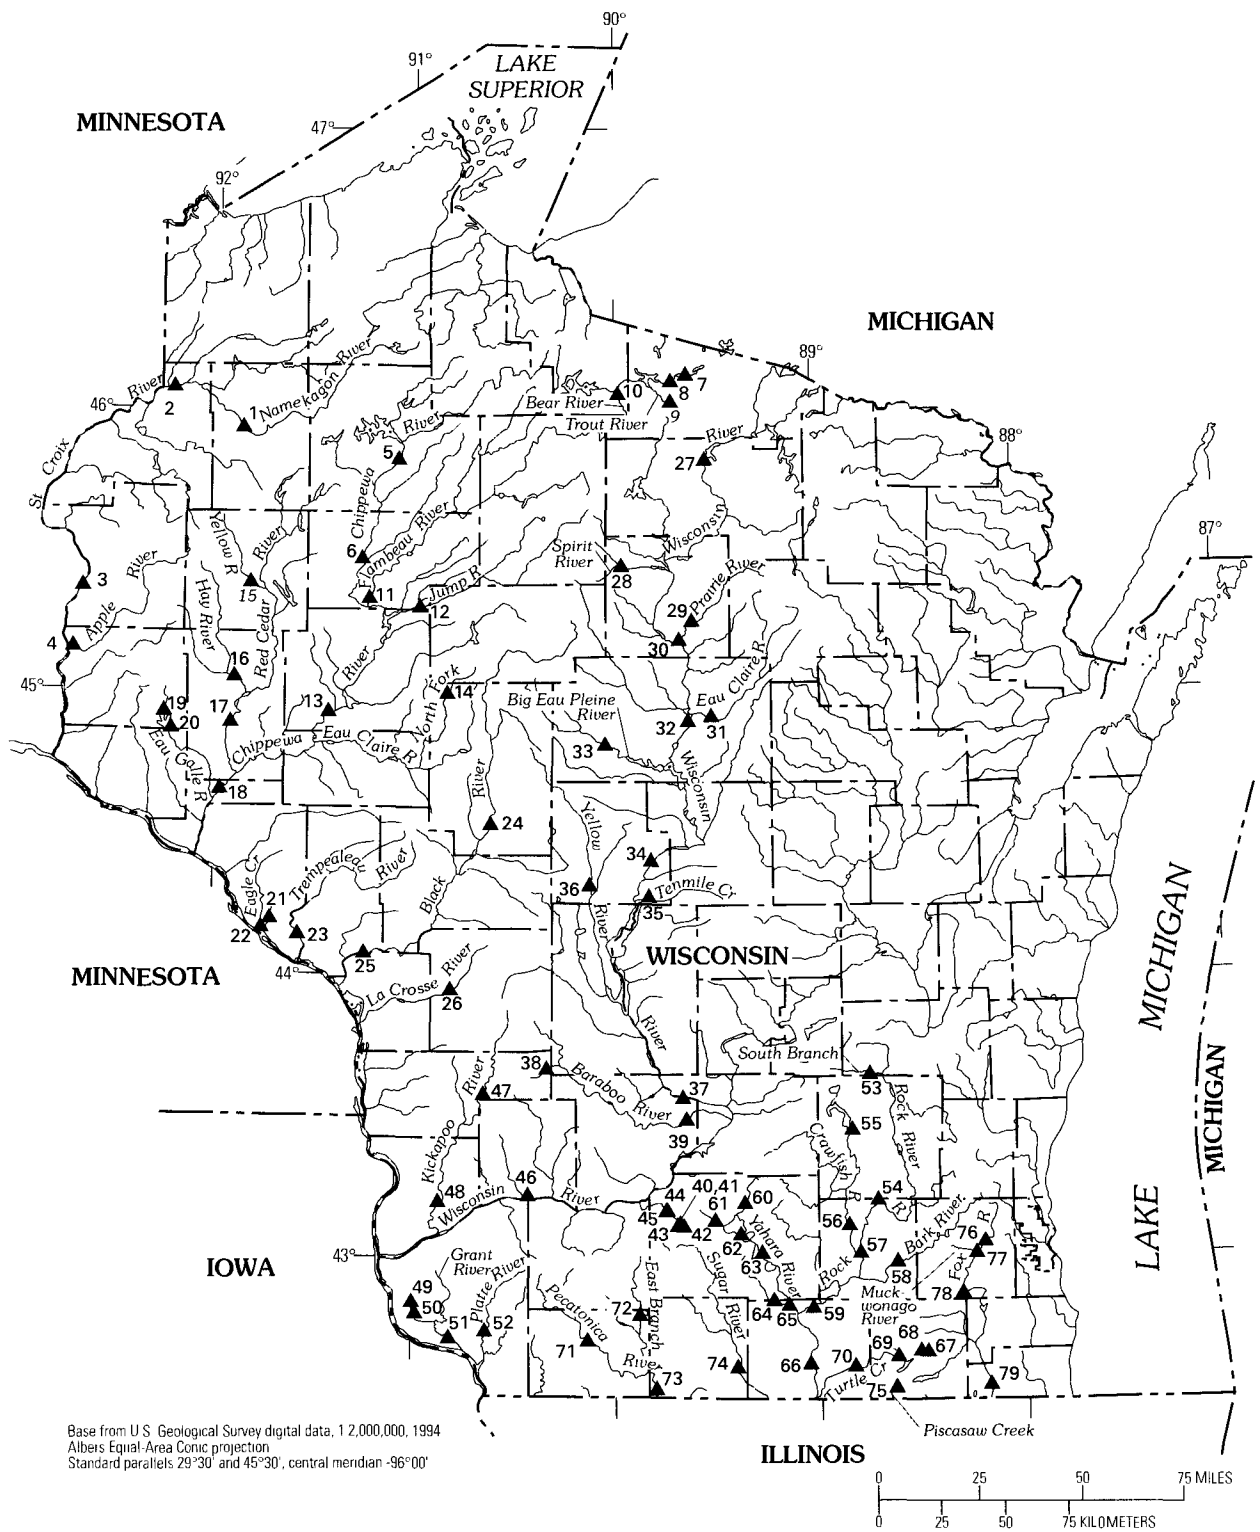 90°
91°
LAKE
SUPERIOR
MINNESOTA
47°
92°
MICHIGAN
89°
River
46°
2
1
Namekagon River
10
7
8
9
Bear River
Trout River
River
5
River
27
88°
St Croix
Chippewa
Wisconsin
87°
Yellow R
River
Flambeau River
6
Spirit
River
28
River
3
15
Jump R
11
12
Prairie River
29
Apple
Hay River
Red Cedar
4
30
16
River
North Fork
14
Eau Claire R
45°
19
20
17
13
Big Eau Pleine
River
32
31
Chippewa
Eau Claire R
33
Eau Galle R
18
River
Wisconsin
24
Yellow
34
Eagle Cr
Trempealeau
River
Black
36
Tenmile Cr
35
21
22
23
River
WISCONSIN
MICHIGAN
MINNESOTA
44°
25
River
La Crosse
26
River
South Branch
MICHIGAN
38
Baraboo
River
37
53
River
47
39
55
Rock River
Crawfish
R
Kickapoo
48
Wisconsin
46
River
40,41
44
45
43
42
61
60
54
R
56
Yahara River
62
63
57
Bark River
76
R
77
58
Fox
LAKE
43°
IOWA
Grant
River
Platte River
Pecatonica
River
East Branch
Sugar
River
Rock
Muck-
wonago
River
78
49
50
51
52
72
64
65
59
71
68
67
69
70
66
74
73
Turtle Cr
75
79
Piscasaw Creek
Base from U S Geological Survey digital data, 1 2,000,000, 1994
Albers Equal-Area Conic projection
Standard parallels 29°30' and 45°30', central meridian -96°00'
ILLINOIS
0 25 50 75 MILES
0 25 50 75 KILOMETERS